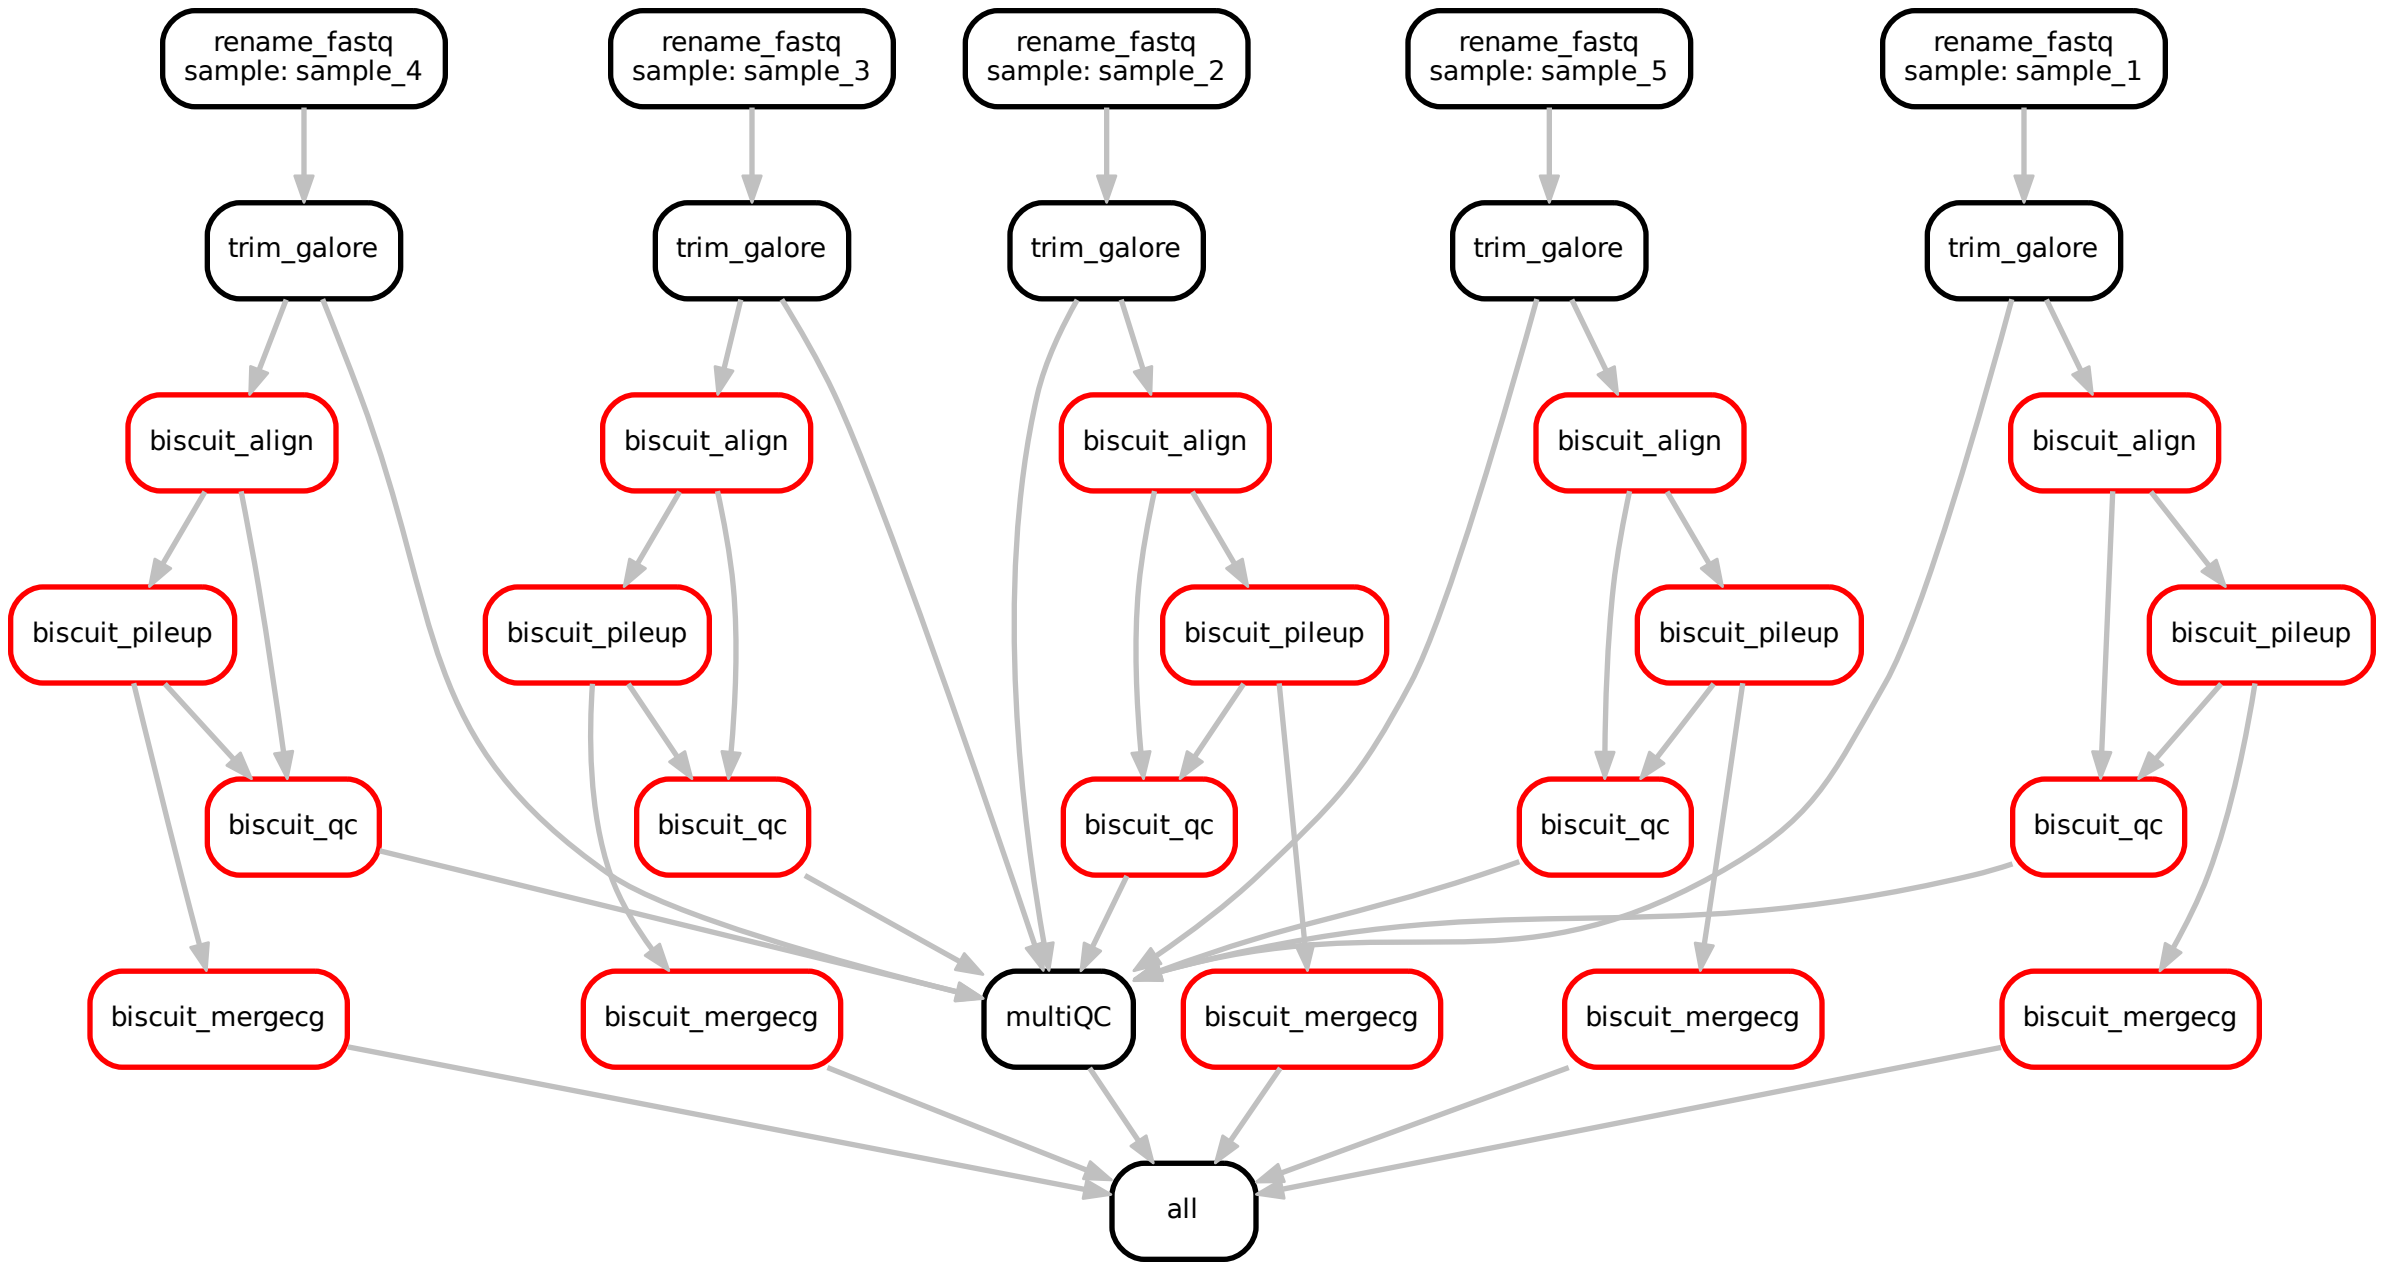 rename_fastq
sample: sample_4
rename_fastq
sample: sample_3
rename_fastq
sample: sample_2
rename_fastq
sample: sample_5
rename_fastq
sample: sample_1
trim_galore
trim_galore
trim_galore
trim_galore
trim_galore
biscuit_align
biscuit_align
biscuit_align
biscuit_align
biscuit_align
biscuit_pileup
biscuit_pileup
biscuit_pileup
biscuit_pileup
biscuit_pileup
biscuit_qc
biscuit_qc
biscuit_qc
biscuit_qc
biscuit_qc
biscuit_mergecg
biscuit_mergecg
multiQC
biscuit_mergecg
biscuit_mergecg
biscuit_mergecg
all